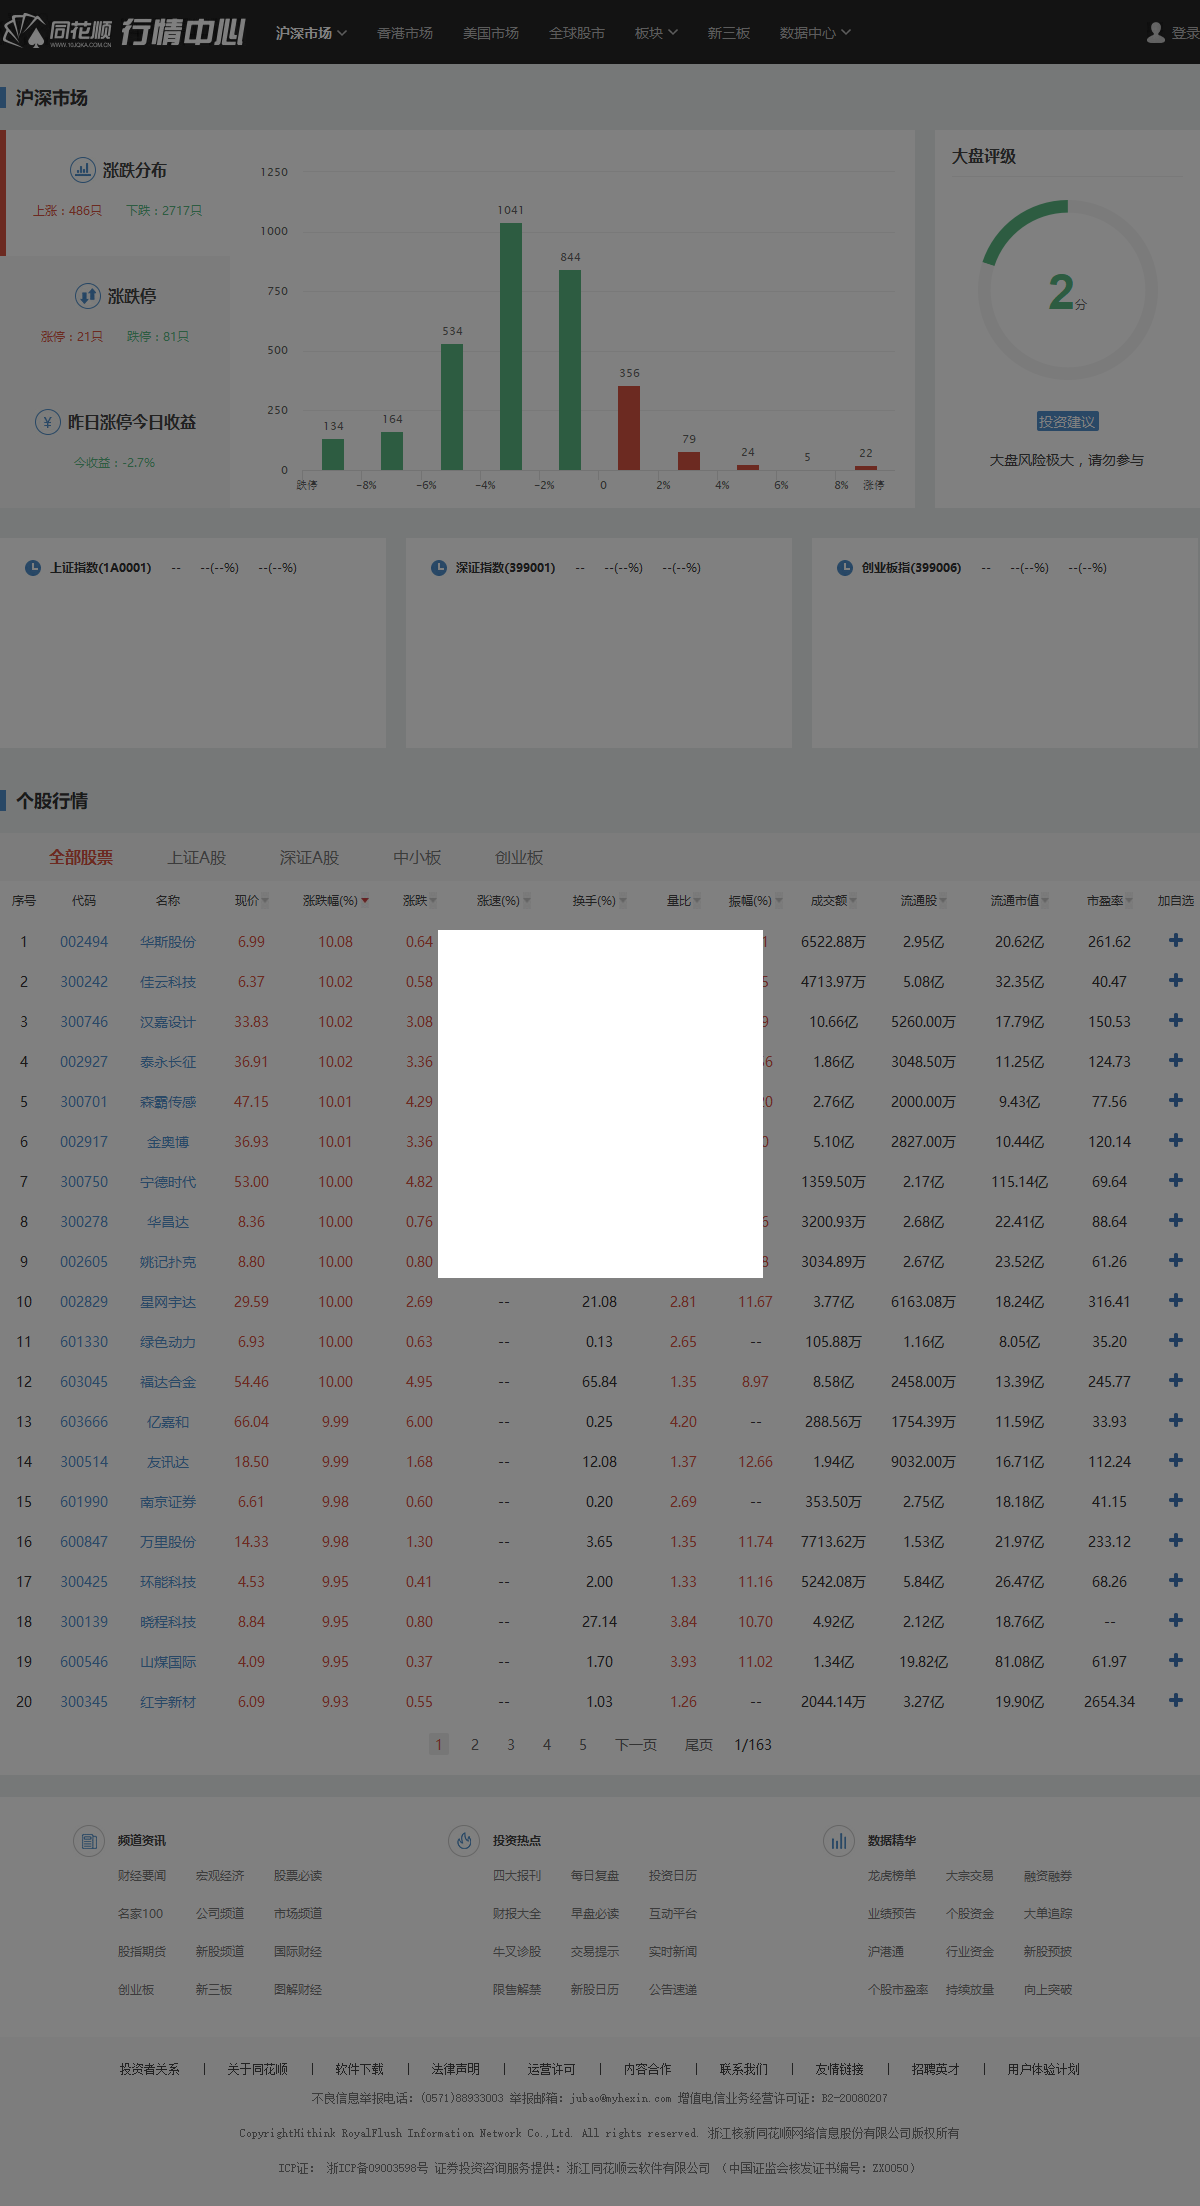 同花顺 行情中心 沪深市场 香港市场 美国市场 全球股市 板块 新三板 数据中心 登录
WWW.10JQKA.COM.CN
沪深市场
涨跌分布
上涨：486只 下跌：2717只
涨跌停
涨停：21只 跌停：81只
昨日涨停今日收益
今收益：-2.7%
1250
1000
750
500
250
0
134 164 534 1041 844 356 79 24 5 22
跌停 -8% -6% -4% -2% 0 2% 4% 6% 8% 涨停
大盘评级
2分
投资建议
大盘风险极大，请勿参与
上证指数(1A0001) -- --(--%) --(--%)
深证指数(399001) -- --(--%) --(--%)
创业板指(399006) -- --(--%) --(--%)
个股行情
全部股票 上证A股 深证A股 中小板 创业板
序号 代码 名称 现价 涨跌幅(%) 涨跌 涨速(%) 换手(%) 量比 振幅(%) 成交额 流通股 流通市值 市盈率 加自选
1 002494 华斯股份 6.99 10.08 0.64 6522.88万 2.95亿 20.62亿 261.62
2 300242 佳云科技 6.37 10.02 0.58 4713.97万 5.08亿 32.35亿 40.47
3 300746 汉嘉设计 33.83 10.02 3.08 10.66亿 5260.00万 17.79亿 150.53
4 002927 泰永长征 36.91 10.02 3.36 1.86亿 3048.50万 11.25亿 124.73
5 300701 森霸传感 47.15 10.01 4.29 2.76亿 2000.00万 9.43亿 77.56
6 002917 金奥博 36.93 10.01 3.36 5.10亿 2827.00万 10.44亿 120.14
7 300750 宁德时代 53.00 10.00 4.82 1359.50万 2.17亿 115.14亿 69.64
8 300278 华昌达 8.36 10.00 0.76 3200.93万 2.68亿 22.41亿 88.64
9 002605 姚记扑克 8.80 10.00 0.80 3034.89万 2.67亿 23.52亿 61.26
10 002829 星网宇达 29.59 10.00 2.69 -- 21.08 2.81 11.67 3.77亿 6163.08万 18.24亿 316.41
11 601330 绿色动力 6.93 10.00 0.63 -- 0.13 2.65 -- 105.88万 1.16亿 8.05亿 35.20
12 603045 福达合金 54.46 10.00 4.95 -- 65.84 1.35 8.97 8.58亿 2458.00万 13.39亿 245.77
13 603666 亿嘉和 66.04 9.99 6.00 -- 0.25 4.20 -- 288.56万 1754.39万 11.59亿 33.93
14 300514 友讯达 18.50 9.99 1.68 -- 12.08 1.37 12.66 1.94亿 9032.00万 16.71亿 112.24
15 601990 南京证券 6.61 9.98 0.60 -- 0.20 2.69 -- 353.50万 2.75亿 18.18亿 41.15
16 600847 万里股份 14.33 9.98 1.30 -- 3.65 1.35 11.74 7713.62万 1.53亿 21.97亿 233.12
17 300425 环能科技 4.53 9.95 0.41 -- 2.00 1.33 11.16 5242.08万 5.84亿 26.47亿 68.26
18 300139 晓程科技 8.84 9.95 0.80 -- 27.14 3.84 10.70 4.92亿 2.12亿 18.76亿 --
19 600546 山煤国际 4.09 9.95 0.37 -- 1.70 3.93 11.02 1.34亿 19.82亿 81.08亿 61.97
20 300345 红宇新材 6.09 9.93 0.55 -- 1.03 1.26 -- 2044.14万 3.27亿 19.90亿 2654.34
1 2 3 4 5 下一页 尾页 1/163
频道资讯 投资热点 数据精华
财经要闻 宏观经济 股票必读 四大报刊 每日复盘 投资日历 龙虎榜单 大宗交易 融资融券
名家100 公司频道 市场频道 财报大全 早盘必读 互动平台 业绩预告 个股资金 大单追踪
股指期货 新股频道 国际财经 牛叉诊股 交易提示 实时新闻 沪港通 行业资金 新股预披
创业板 新三板 图解财经 限售解禁 新股日历 公告速递 个股市盈率 持续放量 向上突破
投资者关系 | 关于同花顺 | 软件下载 | 法律声明 | 运营许可 | 内容合作 | 联系我们 | 友情链接 | 招聘英才 | 用户体验计划
不良信息举报电话：(0571)88933003 举报邮箱：jubao@myhexin.com 增值电信业务经营许可证：B2-20080207
CopyrightHithink RoyalFlush Information Network Co.,Ltd. All rights reserved. 浙江核新同花顺网络信息股份有限公司版权所有
ICP证： 浙ICP备09003598号 证券投资咨询服务提供：浙江同花顺云软件有限公司 （中国证监会核发证书编号：ZX0050）